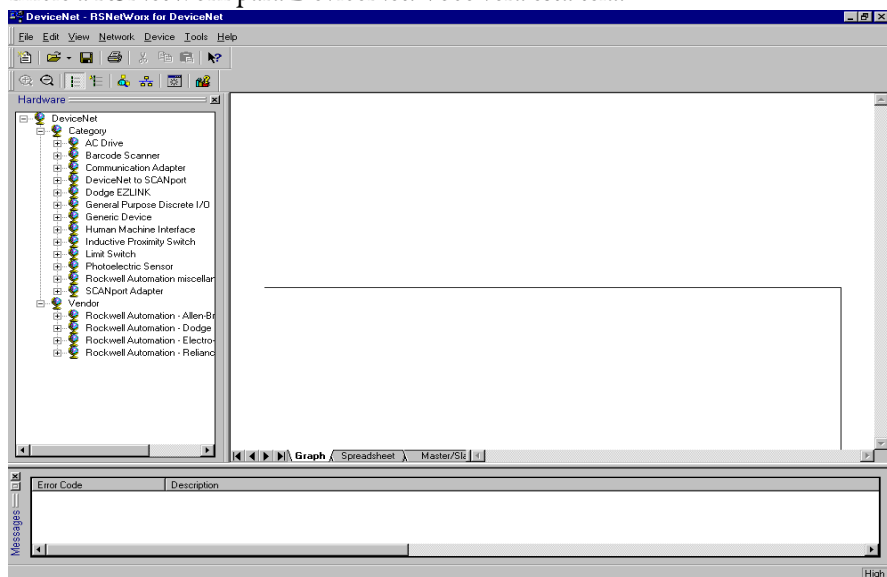 DeviceNet - RSNetWorx for DeviceNet
File Edit View Network Device Tools Help
Hardware
DeviceNet
Category
AC Drive
Barcode Scanner
Communication Adapter
DeviceNet to SCANport
Dodge EZLINK
General Purpose Discrete I/O
Generic Device
Human Machine Interface
Inductive Proximity Switch
Limit Switch
Photoelectric Sensor
Rockwell Automation miscellar
SCANport Adapter
Vendor
Rockwell Automation - Allen-Br
Rockwell Automation - Dodge
Rockwell Automation - Electro-
Rockwell Automation - Relianc
Graph Spreadsheet Master/Sla
Messages
Error Code Description
High